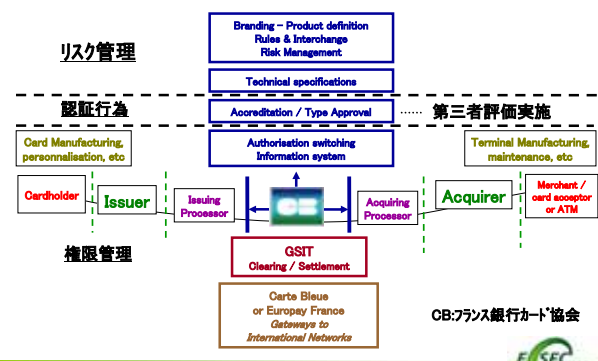 Branding - Product definition
Rules & Interchange
Risk Management
リスク管理
Technical specifications
認証行為
Accreditation / Type Approval
...... 第三者評価実施
Card Manufacturing,
personnalisation, etc
Authorisation switching
Information system
Terminal Manufacturing,
maintenance, etc
Cardholder
Issuer
Issuing
Processor
CB
Acquiring
Processor
Acquirer
Merchant /
card acceptor
or ATM
権限管理
GSIT
Clearing / Settlement
Carte Bleue
or Europay France
Gateways to
International Networks
CB:フランス銀行カード協会